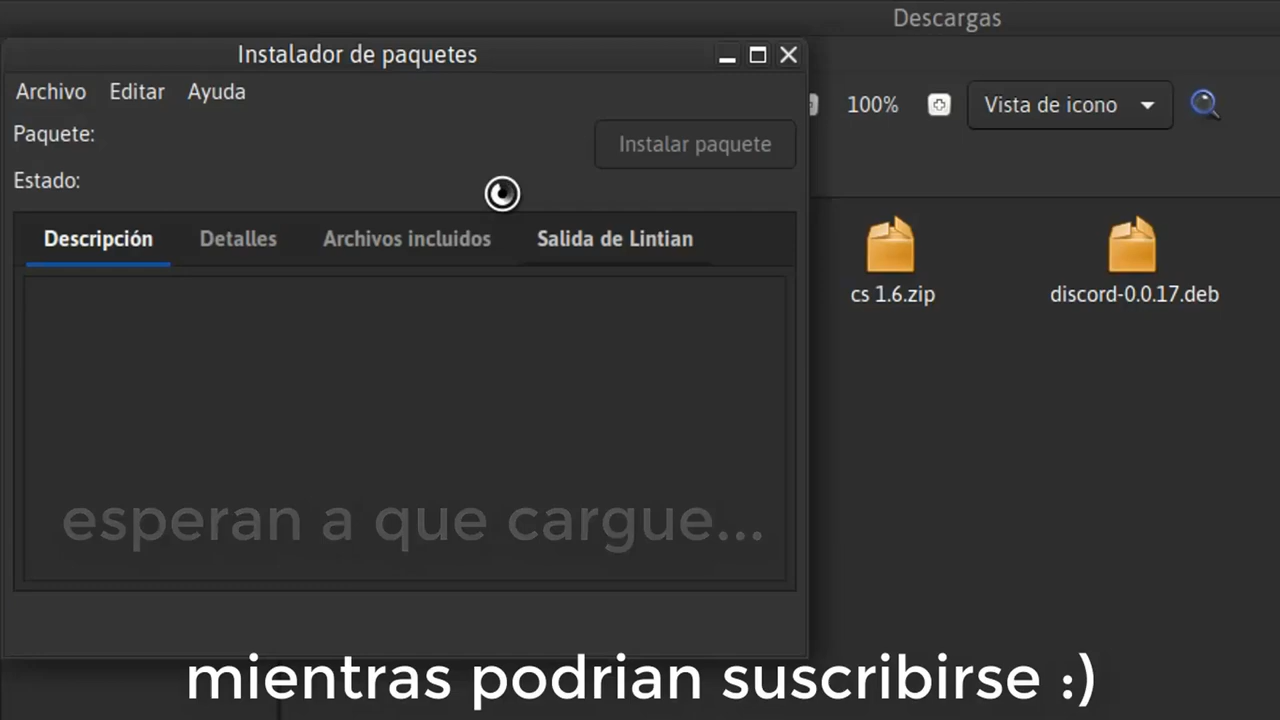 Descargas
Instalador de paquetes
Archivo Editar Ayuda
100% Vista de icono
Paquete:
Instalar paquete
Estado:
Descripción Detalles Archivos incluidos Salida de Lintian
cs 1.6.zip discord-0.0.17.deb
esperan a que cargue...
mientras podrian suscribirse :)